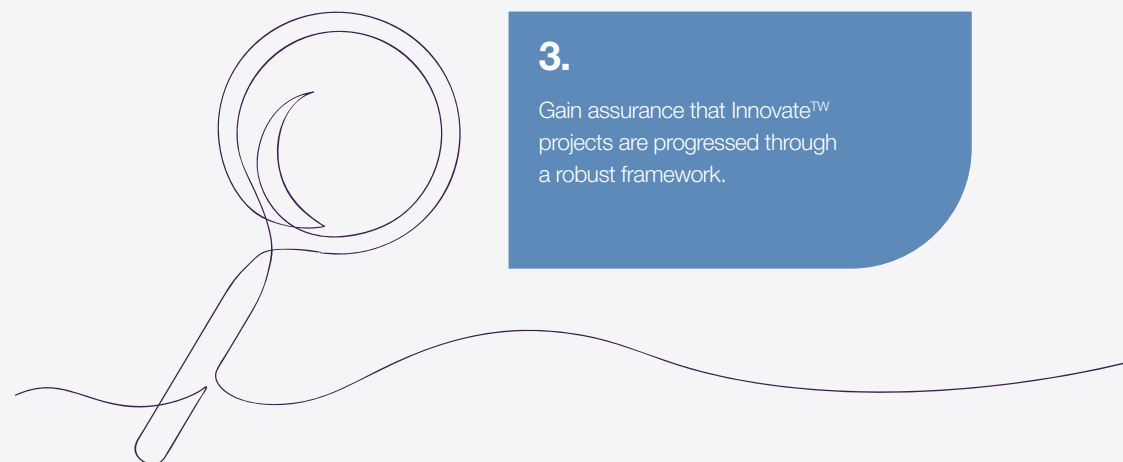 3.
Gain assurance that Innovateᵀᵂ
projects are progressed through
a robust framework.